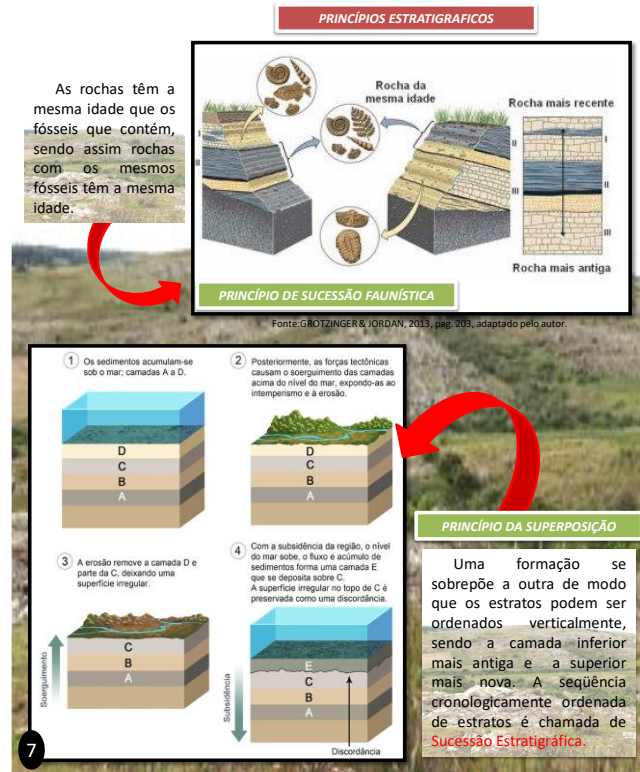 PRINCÍPIOS ESTRATIGRAFICOS
As rochas têm a
mesma idade que os
fósseis que contém,
sendo assim rochas
com os mesmos
fósseis têm a mesma
idade.
Rocha da
mesma idade
Rocha mais recente
I
II
II
III
I
II
III
Rocha mais antiga
PRINCÍPIO DE SUCESSÃO FAUNÍSTICA
Fonte:GROTZINGER & JORDAN, 2013, pag. 203, adaptado pelo autor.
1
Os sedimentos acumulam-se
sob o mar; camadas A a D.
D
C
B
A
2
Posteriormente, as forças tectônicas
causam o soerguimento das camadas
acima do nível do mar, expondo-as ao
intemperismo e à erosão.
D
C
B
A
3
A erosão remove a camada D e
parte da C, deixando uma
superfície irregular.
C
B
A
Soerguimento
4
Com a subsidência da região, o nível
do mar sobe, o fluxo e acúmulo de
sedimentos forma uma camada E
que se deposita sobre C.
A superfície irregular no topo de C é
preservada como uma discordância.
E
C
B
A
Subsidência
Discordância
PRINCÍPIO DA SUPERPOSIÇÃO
Uma formação se
sobrepõe a outra de modo
que os estratos podem ser
ordenados verticalmente,
sendo a camada inferior
mais antiga e a superior
mais nova. A seqüência
cronologicamente ordenada
de estratos é chamada de
Sucessão Estratigráfica.
7